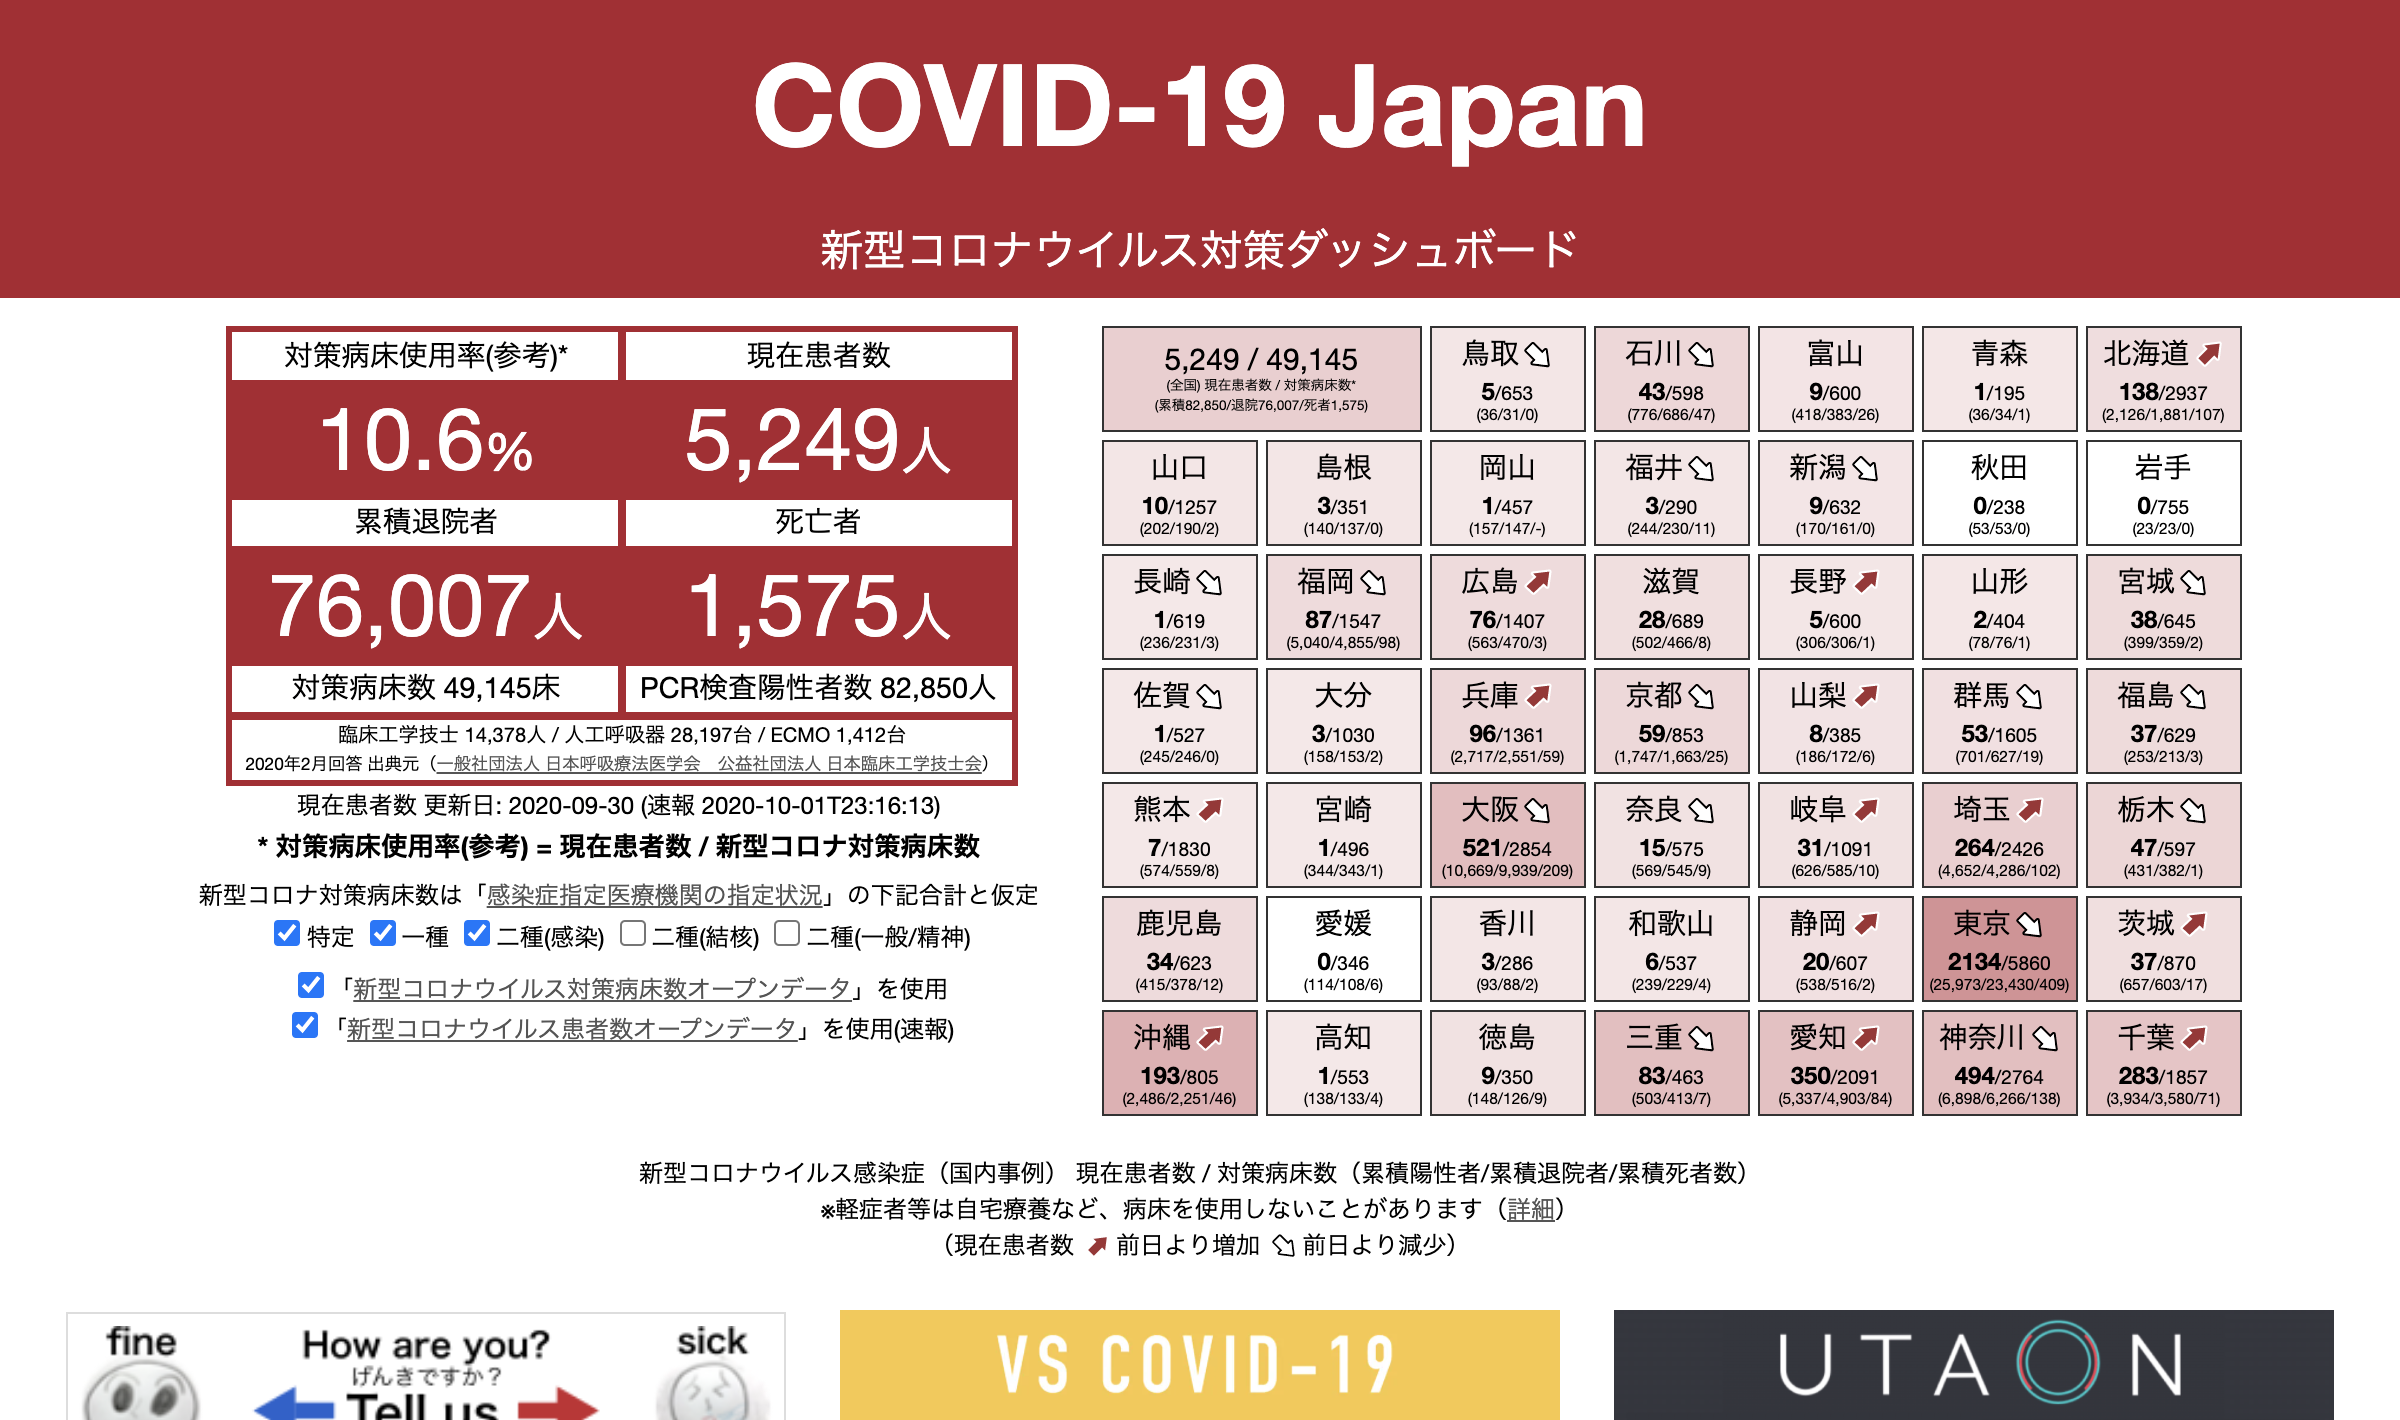 COVID-19 Japan
新型コロナウイルス対策ダッシュボード
対策病床使用率(参考)*
現在患者数
10.6%
5,249人
累積退院者
死亡者
76,007人
1,575人
対策病床数 49,145床
PCR検査陽性者数 82,850人
臨床工学技士 14,378人 / 人工呼吸器 28,197台 / ECMO 1,412台
2020年2月回答 出典元（一般社団法人 日本呼吸療法医学会　公益社団法人 日本臨床工学技士会）
現在患者数 更新日: 2020-09-30 (速報 2020-10-01T23:16:13)
* 対策病床使用率(参考) = 現在患者数 / 新型コロナ対策病床数
新型コロナ対策病床数は「感染症指定医療機関の指定状況」の下記合計と仮定
特定 一種 二種(感染) 二種(結核) 二種(一般/精神)
「新型コロナウイルス対策病床数オープンデータ」を使用
「新型コロナウイルス患者数オープンデータ」を使用(速報)
5,249 / 49,145
(全国) 現在患者数 / 対策病床数*
(累積82,850/退院76,007/死者1,575)
鳥取
5/653
(36/31/0)
石川
43/598
(776/686/47)
富山
9/600
(418/383/26)
青森
1/195
(36/34/1)
北海道
138/2937
(2,126/1,881/107)
山口
10/1257
(202/190/2)
島根
3/351
(140/137/0)
岡山
1/457
(157/147/-)
福井
3/290
(244/230/11)
新潟
9/632
(170/161/0)
秋田
0/238
(53/53/0)
岩手
0/755
(23/23/0)
長崎
1/619
(236/231/3)
福岡
87/1547
(5,040/4,855/98)
広島
76/1407
(563/470/3)
滋賀
28/689
(502/466/8)
長野
5/600
(306/306/1)
山形
2/404
(78/76/1)
宮城
38/645
(399/359/2)
佐賀
1/527
(245/246/0)
大分
3/1030
(158/153/2)
兵庫
96/1361
(2,717/2,551/59)
京都
59/853
(1,747/1,663/25)
山梨
8/385
(186/172/6)
群馬
53/1605
(701/627/19)
福島
37/629
(253/213/3)
熊本
7/1830
(574/559/8)
宮崎
1/496
(344/343/1)
大阪
521/2854
(10,669/9,939/209)
奈良
15/575
(569/545/9)
岐阜
31/1091
(626/585/10)
埼玉
264/2426
(4,652/4,286/102)
栃木
47/597
(431/382/1)
鹿児島
34/623
(415/378/12)
愛媛
0/346
(114/108/6)
香川
3/286
(93/88/2)
和歌山
6/537
(239/229/4)
静岡
20/607
(538/516/2)
東京
2134/5860
(25,973/23,430/409)
茨城
37/870
(657/603/17)
沖縄
193/805
(2,486/2,251/46)
高知
1/553
(138/133/4)
徳島
9/350
(148/126/9)
三重
83/463
(503/413/7)
愛知
350/2091
(5,337/4,903/84)
神奈川
494/2764
(6,898/6,266/138)
千葉
283/1857
(3,934/3,580/71)
新型コロナウイルス感染症（国内事例） 現在患者数 / 対策病床数（累積陽性者/累積退院者/累積死者数）
※軽症者等は自宅療養など、病床を使用しないことがあります（詳細）
（現在患者数 前日より増加 前日より減少）
fine
How are you?
sick
げんきですか？
Tell us
VS COVID-19
UTAON